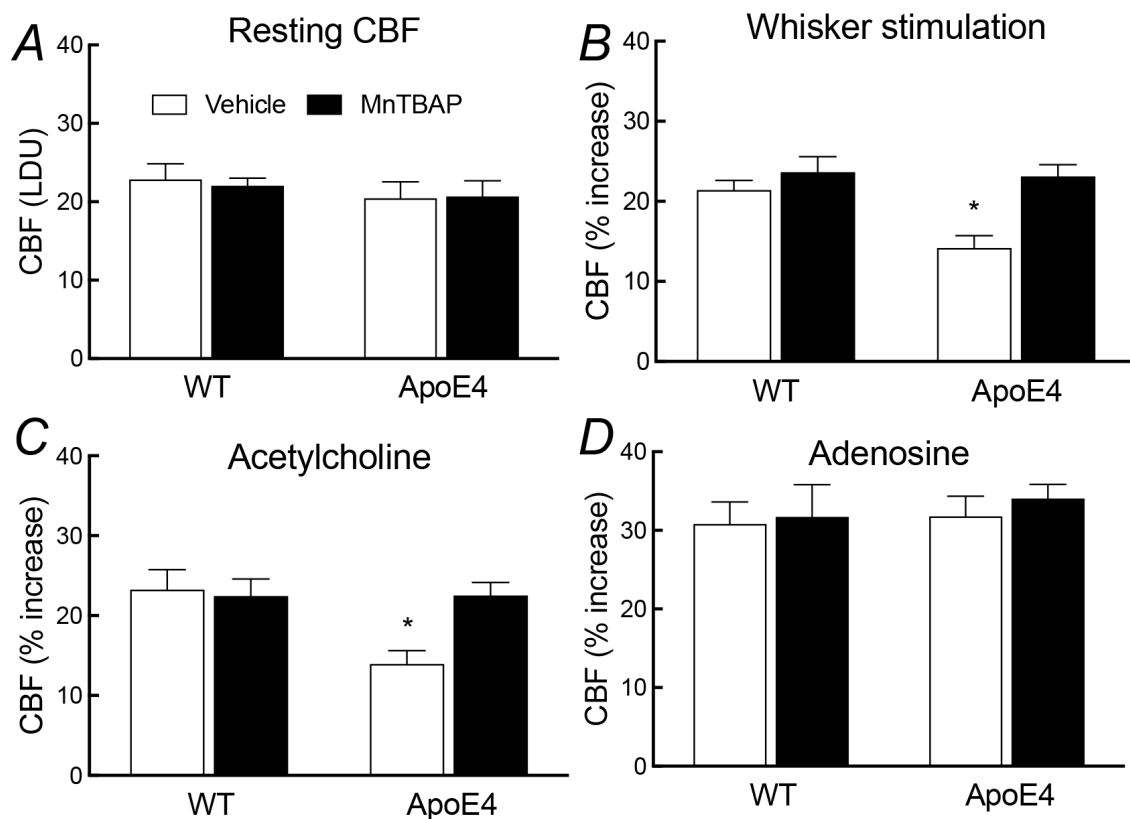 A
Resting CBF
40
30
20
10
0
CBF (LDU)
Vehicle
MnTBAP
WT
ApoE4
B
Whisker stimulation
40
30
20
10
0
CBF (% increase)
*
WT
ApoE4
C
Acetylcholine
40
30
20
10
0
CBF (% increase)
*
WT
ApoE4
D
Adenosine
40
30
20
10
0
CBF (% increase)
WT
ApoE4